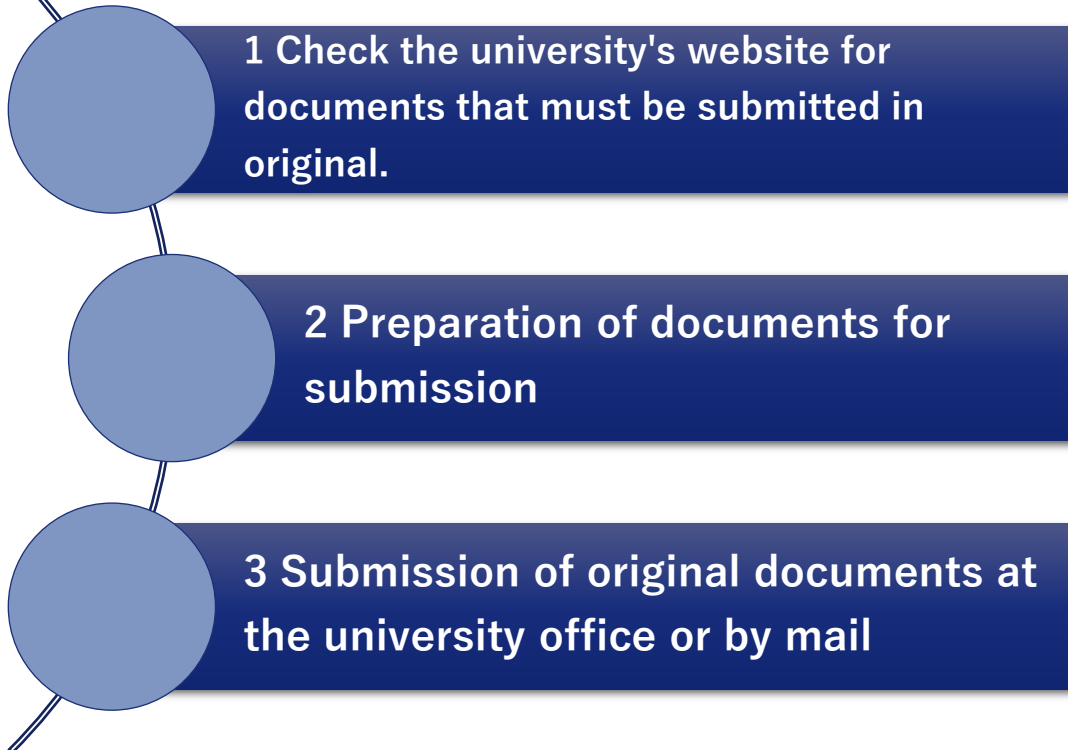 1 Check the university's website for
documents that must be submitted in
original.
2 Preparation of documents for
submission
3 Submission of original documents at
the university office or by mail